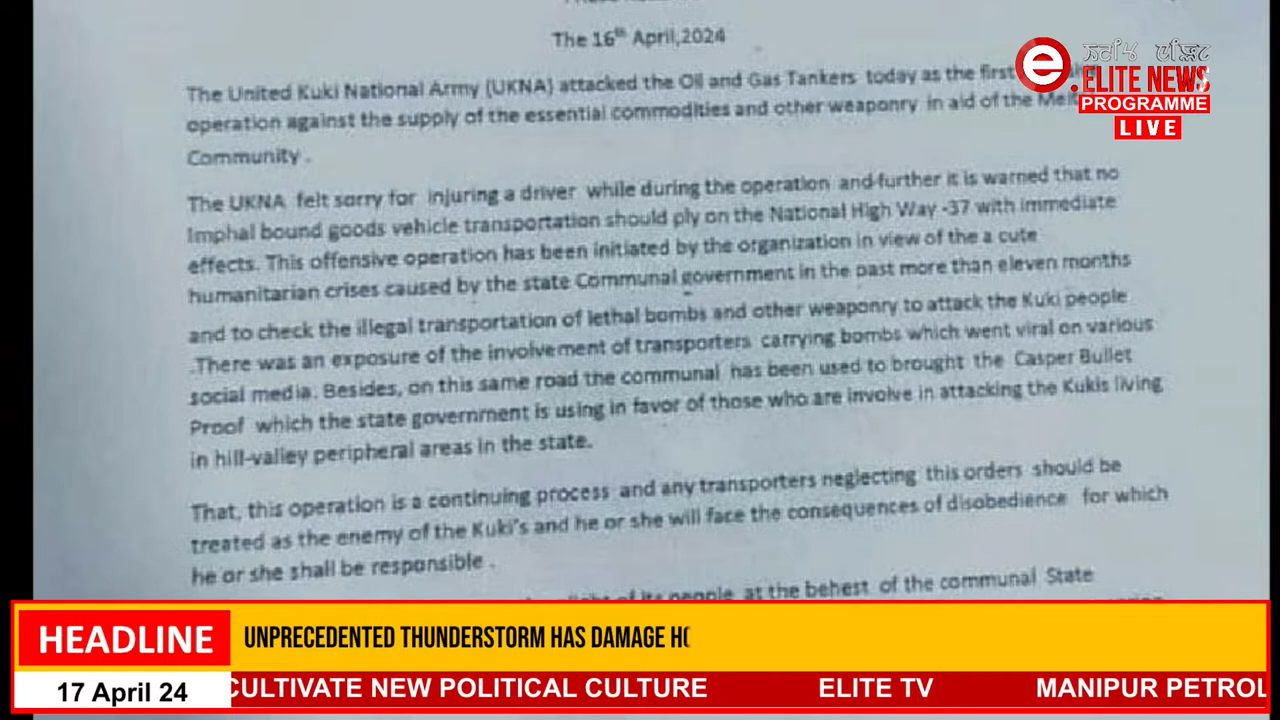 The 16th April,2024
The United Kuki National Army (UKNA) attacked the Oil and Gas Tankers today as the first
operation against the supply of the essential commodities and other weaponry in aid of the
Community .
The UKNA felt sorry for injuring a driver while during the operation and further it is warned that no
Imphal bound goods vehicle transportation should ply on the National High Way -37 with immediate
effects. This offensive operation has been initiated by the organization in view of the a cute
humanitarian crises caused by the state Communal government in the past more than eleven months
and to check the illegal transportation of lethal bombs and other weaponry to attack the Kuki people
.There was an exposure of the involvement of transporters carrying bombs which went viral on various
social media. Besides, on this same road the communal has been used to brought the Casper Bullet
Proof which the state government is using in favor of those who are involve in attacking the Kukis living
in hill-valley peripheral areas in the state.
That, this operation is a continuing process and any transporters neglecting this orders should be
treated as the enemy of the Kuki's and he or she will face the consequences of disobedience for which
he or she shall be responsible .
of its people at the behest of the communal State
e
ELITE NEWS
PROGRAMME
LIVE
HEADLINE
UNPRECEDENTED THUNDERSTORM HAS DAMAGE
17 April 24
CULTIVATE NEW POLITICAL CULTURE ELITE TV MANIPUR PETROL